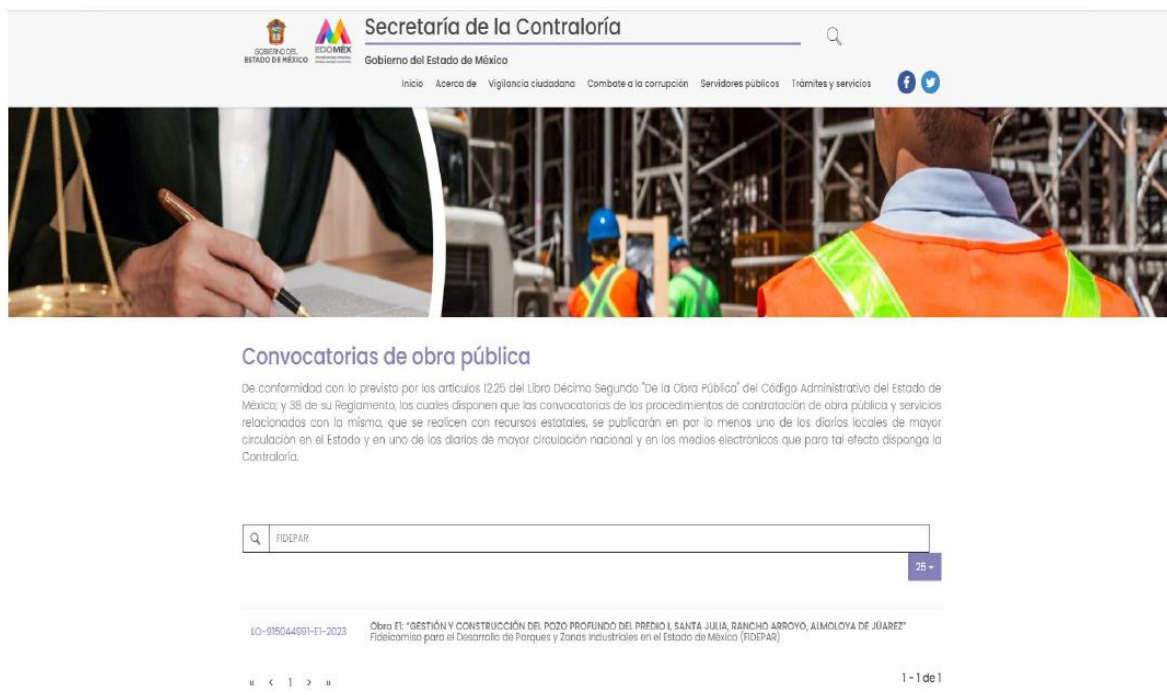 Secretaría de la Contraloría
GOBIERNO DEL
ESTADO DE MÉXICO
EDOMÉX
Gobierno del Estado de México
Inicio Acerca de Vigilancia ciudadana Combate a la corrupción Servidores públicos Trámites y servicios
Convocatorias de obra pública
De conformidad con lo previsto por los artículos 12.25 del Libro Décimo Segundo "De la Obra Pública" del Código Administrativo del Estado de
México; y 38 de su Reglamento, los cuales disponen que las convocatorias de los procedimientos de contratación de obra pública y servicios
relacionados con la misma, que se realicen con recursos estatales, se publicarán en por lo menos uno de los diarios locales de mayor
circulación en el Estado y en uno de los diarios de mayor circulación nacional y en los medios electrónicos que para tal efecto disponga la
Contraloría.
FIDEPAR
25
LO-915044991-E1-2023
Obra E1: "GESTIÓN Y CONSTRUCCIÓN DEL POZO PROFUNDO DEL PREDIO I, SANTA JULIA, RANCHO ARROYO, ALMOLOYA DE JÚAREZ"
Fideicomiso para el Desarrollo de Parques y Zonas Industriales en el Estado de México (FIDEPAR)
« ‹ 1 › »
1 - 1 de 1